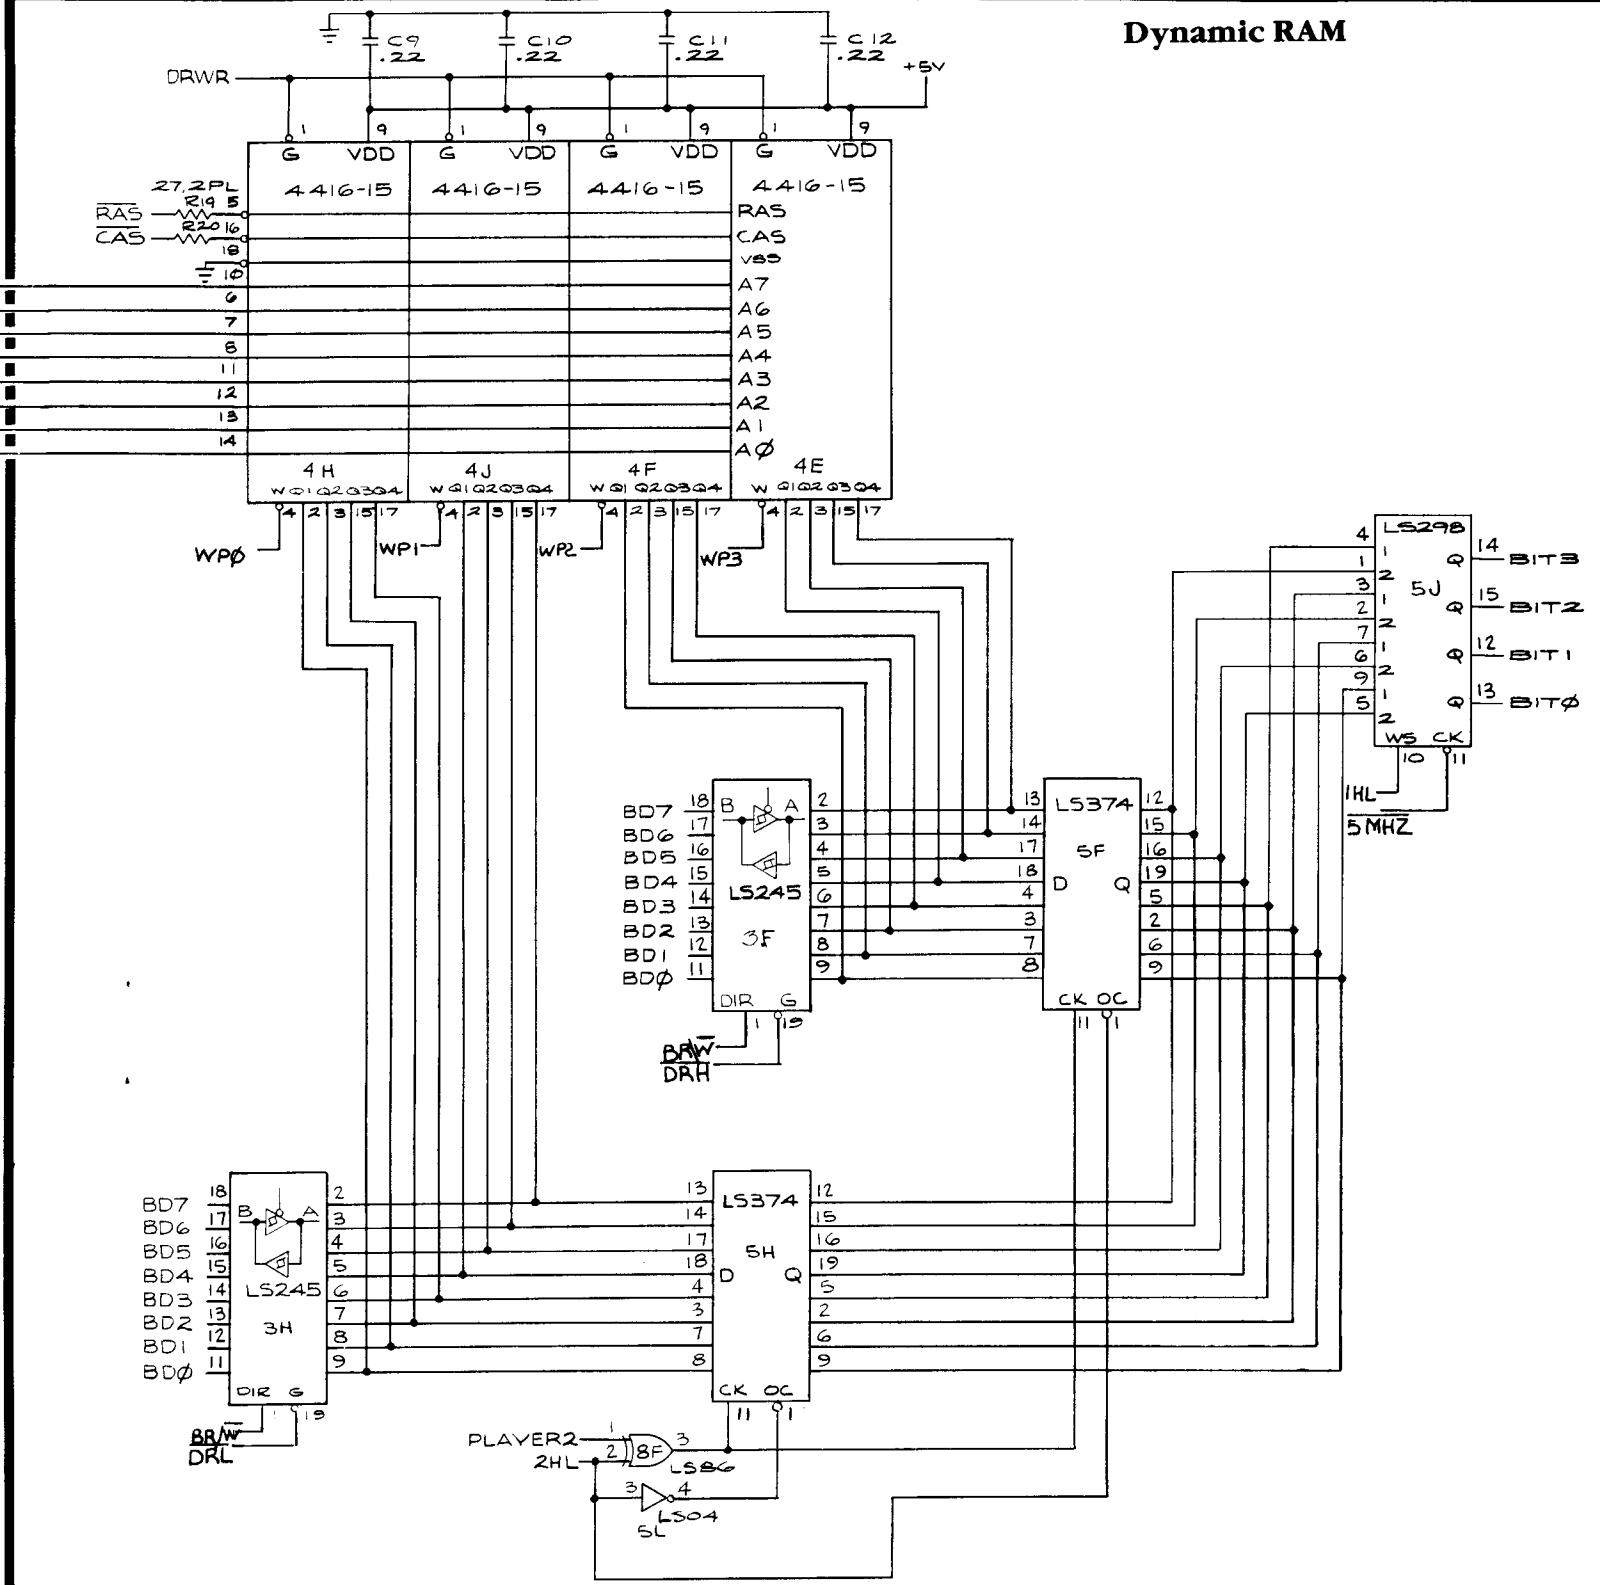 Dynamic RAM
C9 .22 C10 .22 C11 .22 C12 .22
+5V
DRWR
1 9 1 9 1 9 1 9
G VDD G VDD G VDD G VDD
27,2PL 4416-15 4416-15 4416-15 4416-15
RAS R19 5 RAS
CAS R20 16 CAS
18 VSS
10 A7
6 A6
7 A5
8 A4
11 A3
12 A2
13 A1
14 AØ
4H 4J 4F 4E
W Q1 Q2 Q3 Q4 W Q1 Q2 Q3 Q4 W Q1 Q2 Q3 Q4 W Q1 Q2 Q3 Q4
4 2 3 15 17 4 2 3 15 17 4 2 3 15 17 4 2 3 15 17
WPØ WP1 WP2 WP3
LS298
5J
4 1 Q 14 BIT3
1 2
3 1 Q 15 BIT2
2 2
7 1 Q 12 BIT1
6 2
9 1 Q 13 BITØ
5 2
WS CK
10 11
1HL
5MHZ
BD7 18 B A 2 13 LS374 12
BD6 17 3 14 15
BD5 16 4 17 5F 16
BD4 15 5 18 D Q 19
BD3 14 LS245 6 4 5
BD2 13 3F 7 3 2
BD1 12 8 7 6
BDØ 11 9 8 9
DIR G CK OC
1 19 11 1
BR/W
DRH
BD7 18 B A 2 13 LS374 12
BD6 17 3 14 15
BD5 16 4 17 5H 16
BD4 15 5 18 D Q 19
BD3 14 LS245 6 4 5
BD2 13 3H 7 3 2
BD1 12 8 7 6
BDØ 11 9 8 9
DIR G CK OC
1 19 11 1
BR/W
DRL
PLAYER2 1 8F 3
2HL 2 LS86
3 4
LS04
5L